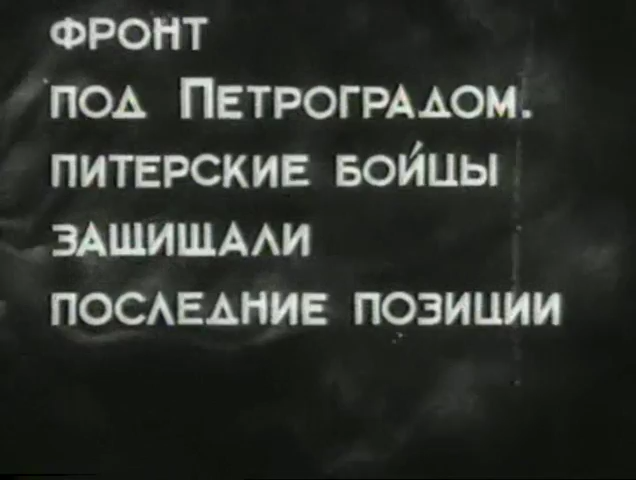 ФРОНТ
ПОД ПЕТРОГРАДОМ.
ПИТЕРСКИЕ БОЙЦЫ
ЗАЩИЩАЛИ
ПОСЛЕДНИЕ ПОЗИЦИИ